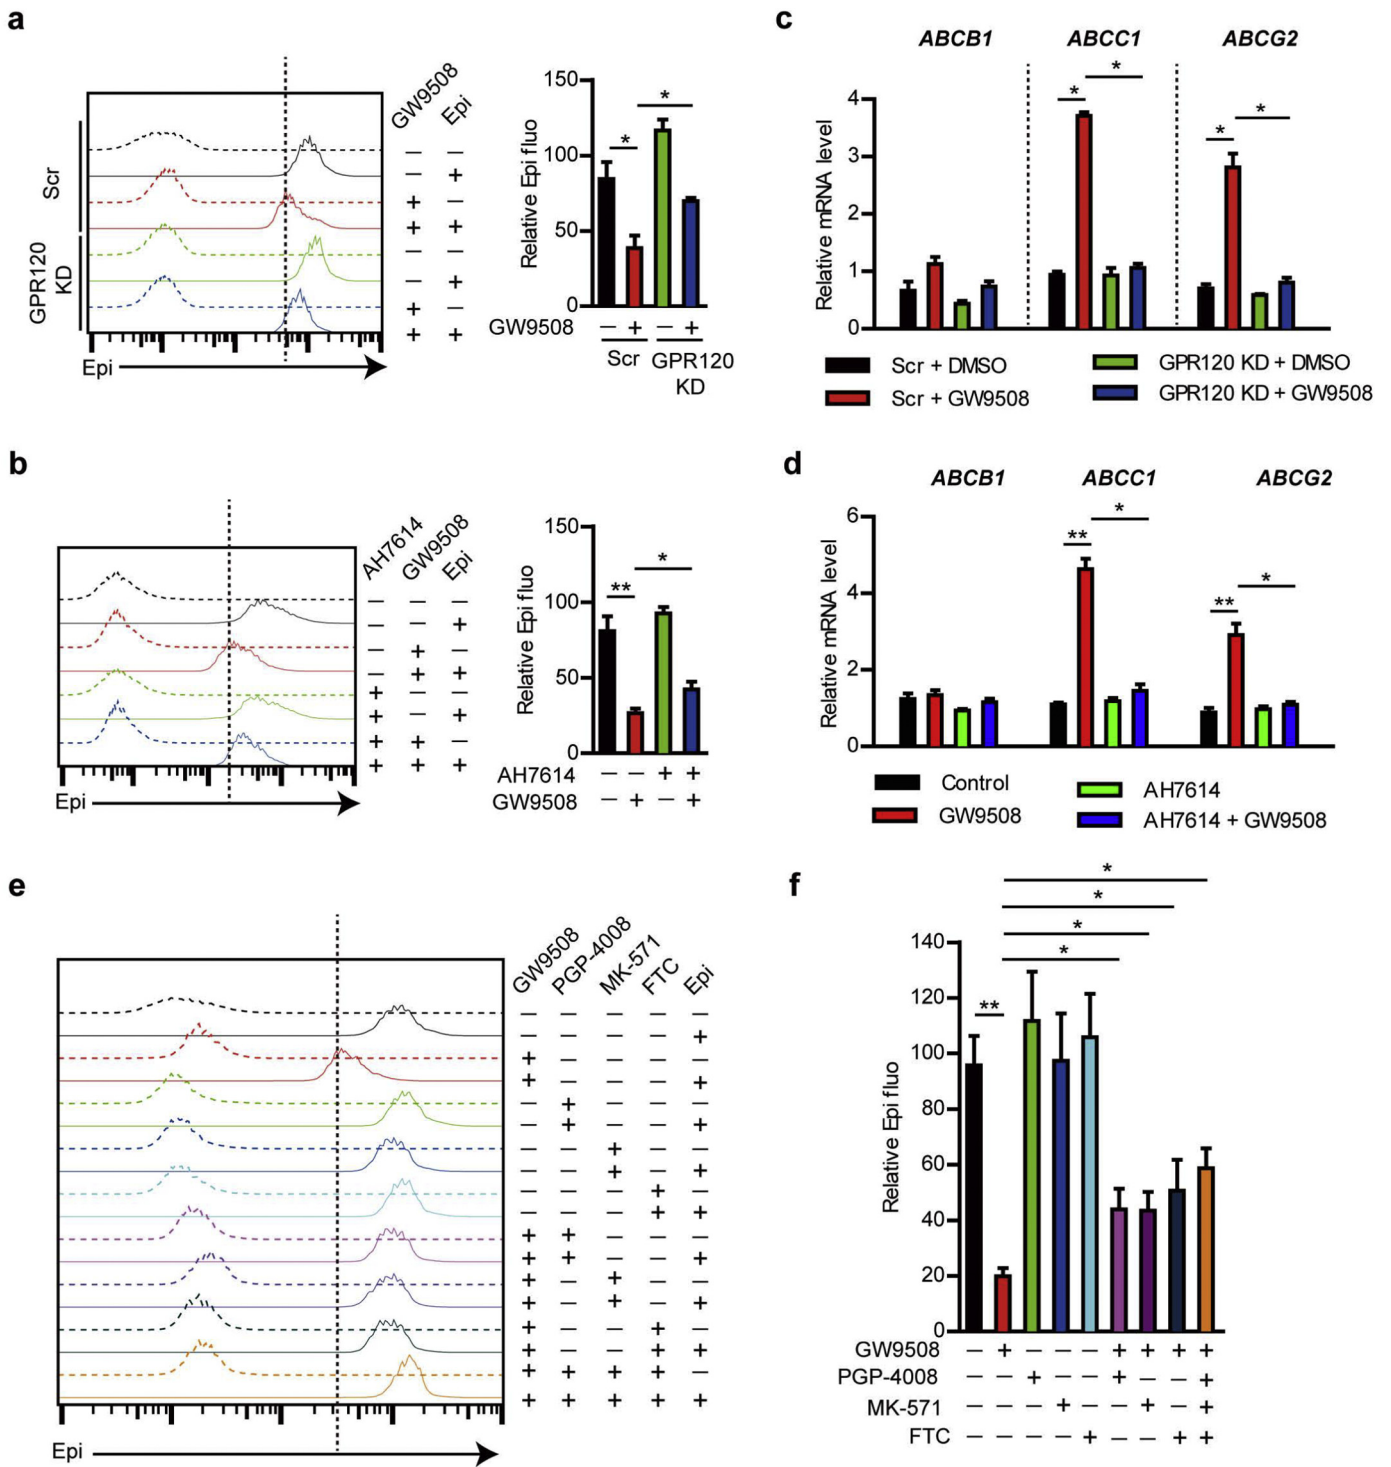 a
GW9508
Epi
Scr
GPR120
KD
— —
— +
+ —
+ +
— —
— +
+ —
+ +
Epi
Relative Epi fluo
150
100
50
0
*
*
GW9508 — + — +
Scr GPR120
KD
c
ABCB1 ABCC1 ABCG2
Relative mRNA level
4
3
2
1
0
* *
* *
Scr + DMSO
Scr + GW9508
GPR120 KD + DMSO
GPR120 KD + GW9508
b
AH7614
GW9508
Epi
— — —
— — +
— + —
— + +
+ — —
+ — +
+ + —
+ + +
Epi
Relative Epi fluo
150
100
50
0
** *
AH7614 — — + +
GW9508 — + — +
d
ABCB1 ABCC1 ABCG2
Relative mRNA level
6
4
2
0
** *
** *
Control
GW9508
AH7614
AH7614 + GW9508
e
GW9508
PGP-4008
MK-571
FTC
Epi
— — — — —
— — — — +
+ — — — —
+ — — — +
— + — — —
— + — — +
— — + — —
— — + — +
— — — + —
— — — + +
+ + — — —
+ + — — +
+ — + — —
+ — + — +
+ — — + —
+ — — + +
+ + + + —
+ + + + +
Epi
f
*
*
*
*
**
Relative Epi fluo
140
120
100
80
60
40
20
0
GW9508 — + — — — + + + +
PGP-4008 — — + — — + — — +
MK-571 — — — + — — + — +
FTC — — — — + — — + +